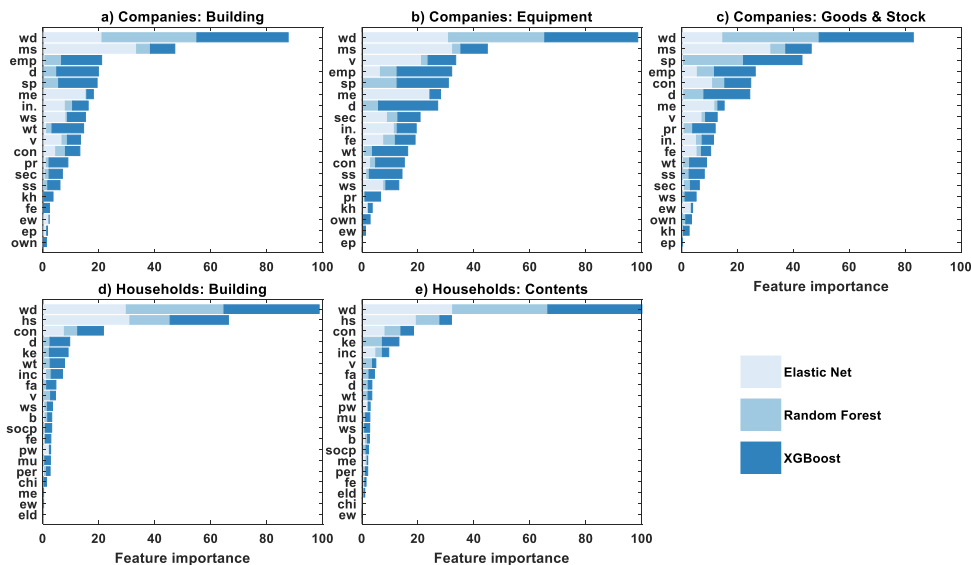 a) Companies: Building
wd
ms
emp
d
sp
me
in.
ws
wt
v
con
pr
sec
ss
kh
fe
ew
ep
own
0 20 40 60 80 100
b) Companies: Equipment
wd
ms
v
emp
sp
me
d
sec
in.
fe
wt
con
ss
ws
pr
kh
own
ew
ep
0 20 40 60 80 100
c) Companies: Goods & Stock
wd
ms
sp
emp
con
d
me
v
pr
in.
fe
wt
ss
sec
ws
ew
own
kh
ep
0 20 40 60 80 100
Feature importance
d) Households: Building
wd
hs
con
d
ke
wt
inc
fa
v
ws
b
socp
fe
pw
mu
per
chi
me
ew
eld
0 20 40 60 80 100
Feature importance
e) Households: Contents
wd
hs
con
ke
inc
v
fa
d
wt
pw
mu
ws
b
socp
me
per
fe
eld
chi
ew
0 20 40 60 80 100
Feature importance
Elastic Net
Random Forest
XGBoost